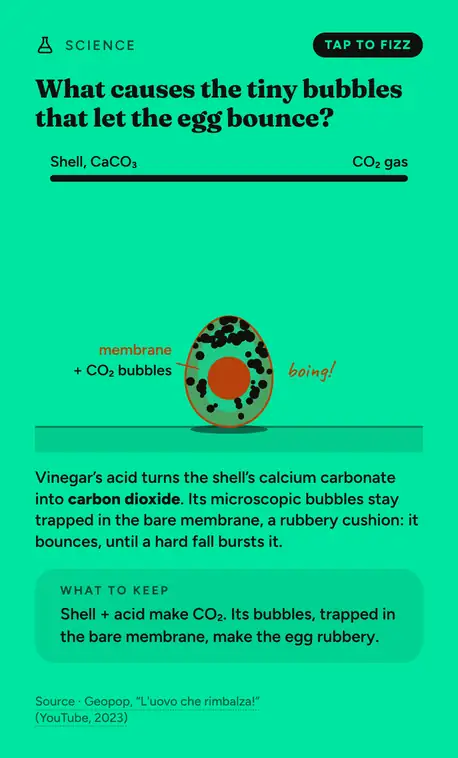 SCIENCE
TAP TO FIZZ
What causes the tiny bubbles
that let the egg bounce?
Shell, CaCO₃
CO₂ gas
membrane
+ CO₂ bubbles
boing!
Vinegar’s acid turns the shell’s calcium carbonate
into carbon dioxide. Its microscopic bubbles stay
trapped in the bare membrane, a rubbery cushion: it
bounces, until a hard fall bursts it.
WHAT TO KEEP
Shell + acid make CO₂. Its bubbles, trapped in
the bare membrane, make the egg rubbery.
Source · Geopop, “L’uovo che rimbalza!”
(YouTube, 2023)